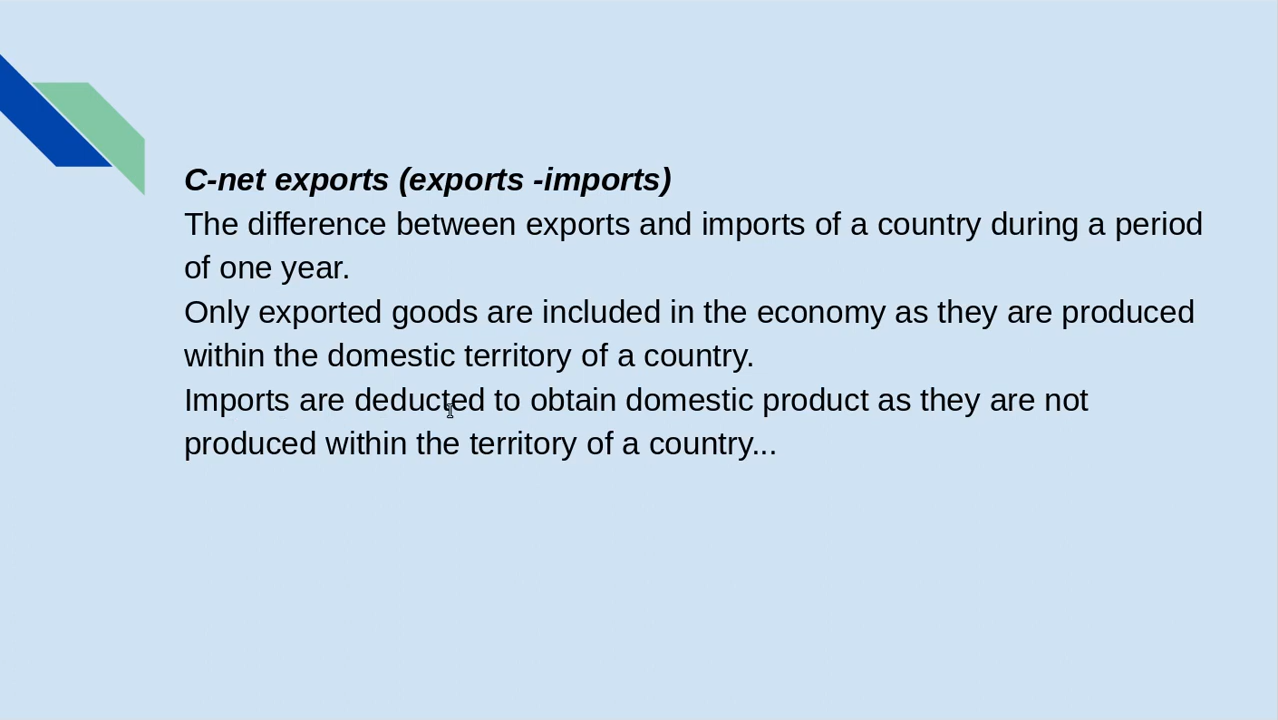 C-net exports (exports -imports)
The difference between exports and imports of a country during a period
of one year.
Only exported goods are included in the economy as they are produced
within the domestic territory of a country.
Imports are deducted to obtain domestic product as they are not
produced within the territory of a country...